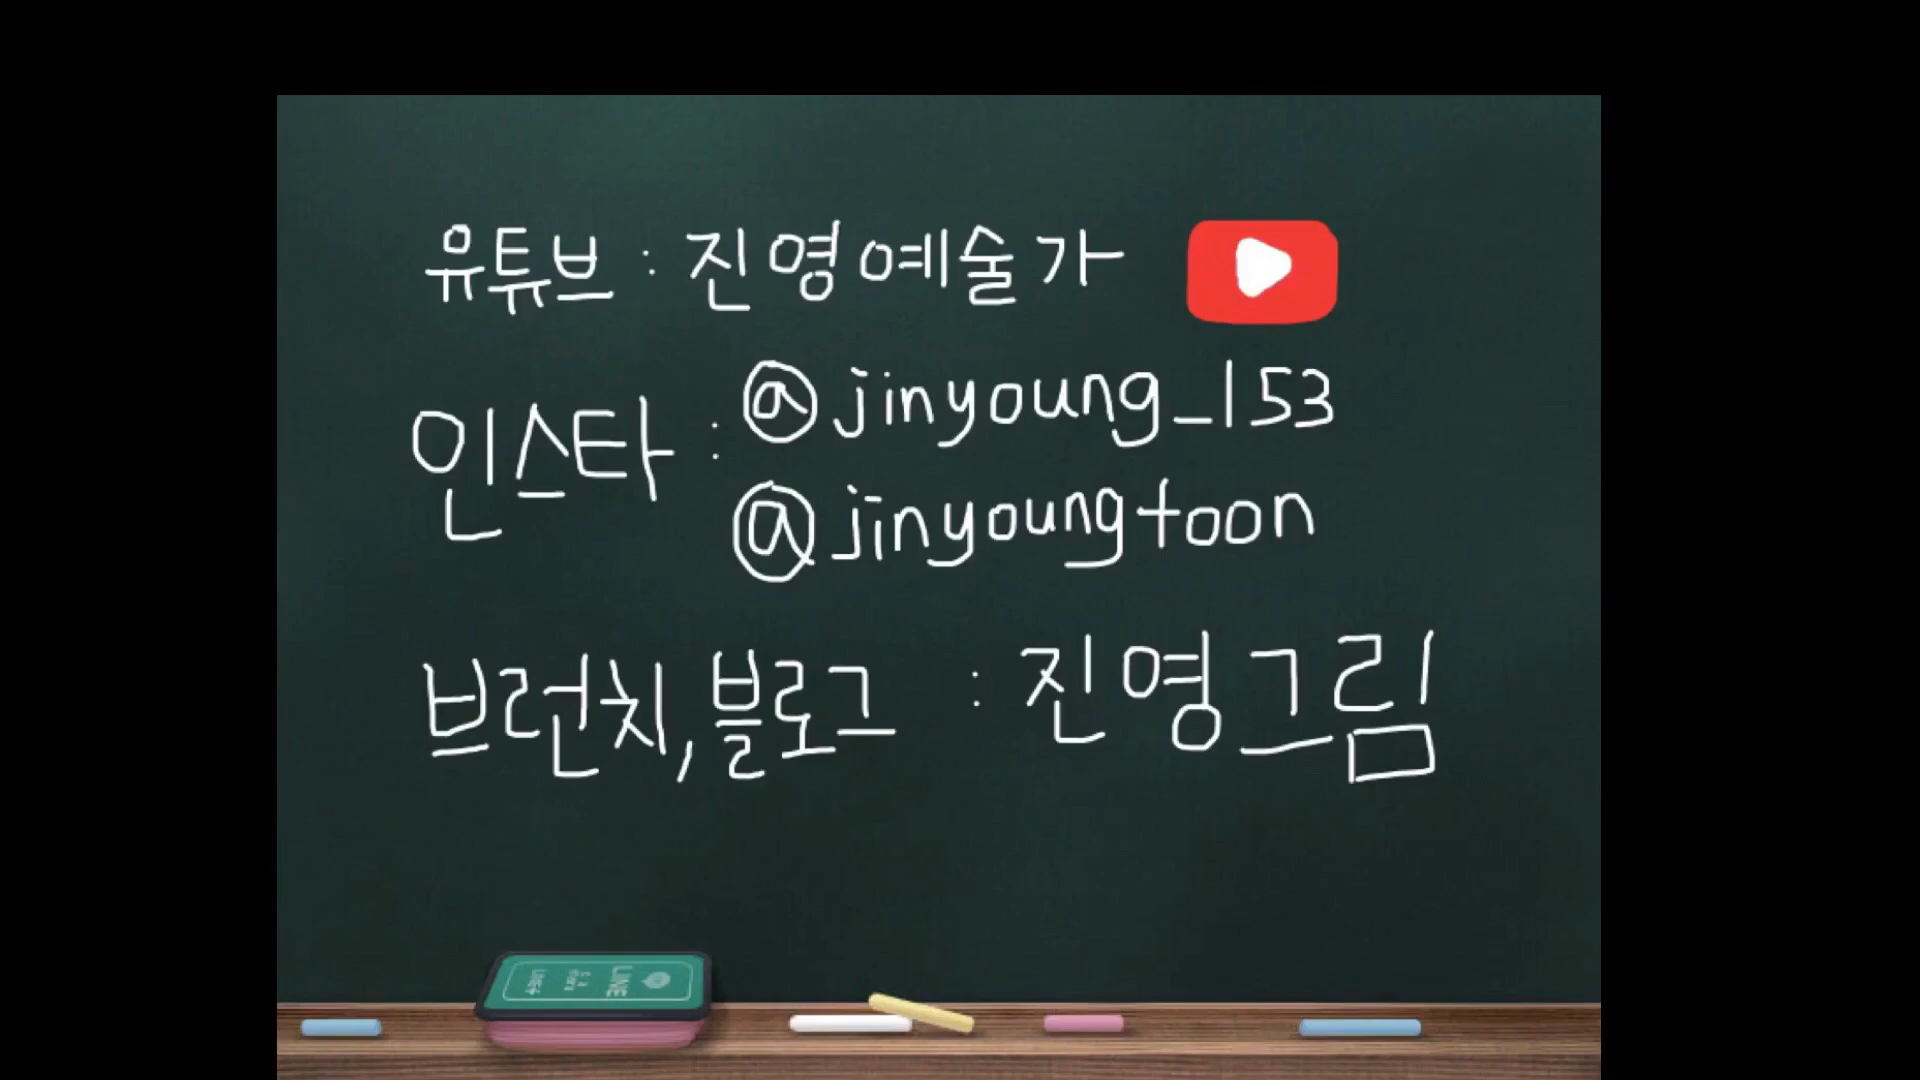 유튜브 : 진영예술가
인스타 : @jinyoung_153
@jinyoungtoon
브런치,블로그 : 진영그림
LINE